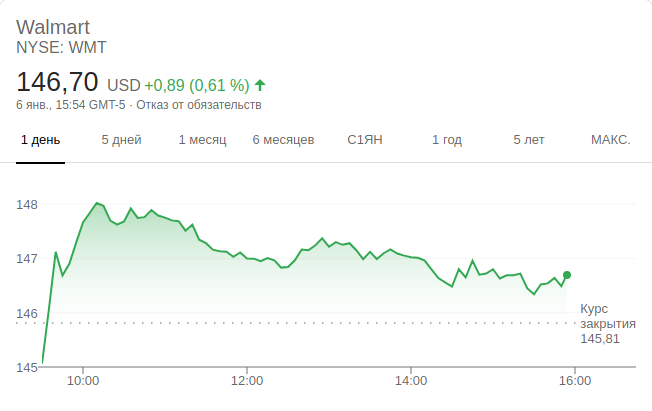 Walmart
NYSE: WMT
146,70 USD +0,89 (0,61 %)
6 янв., 15:54 GMT-5 · Отказ от обязательств
1 день 5 дней 1 месяц 6 месяцев С1ЯН 1 год 5 лет МАКС.
148
147
146
145
Курс
закрытия
145,81
10:00 12:00 14:00 16:00